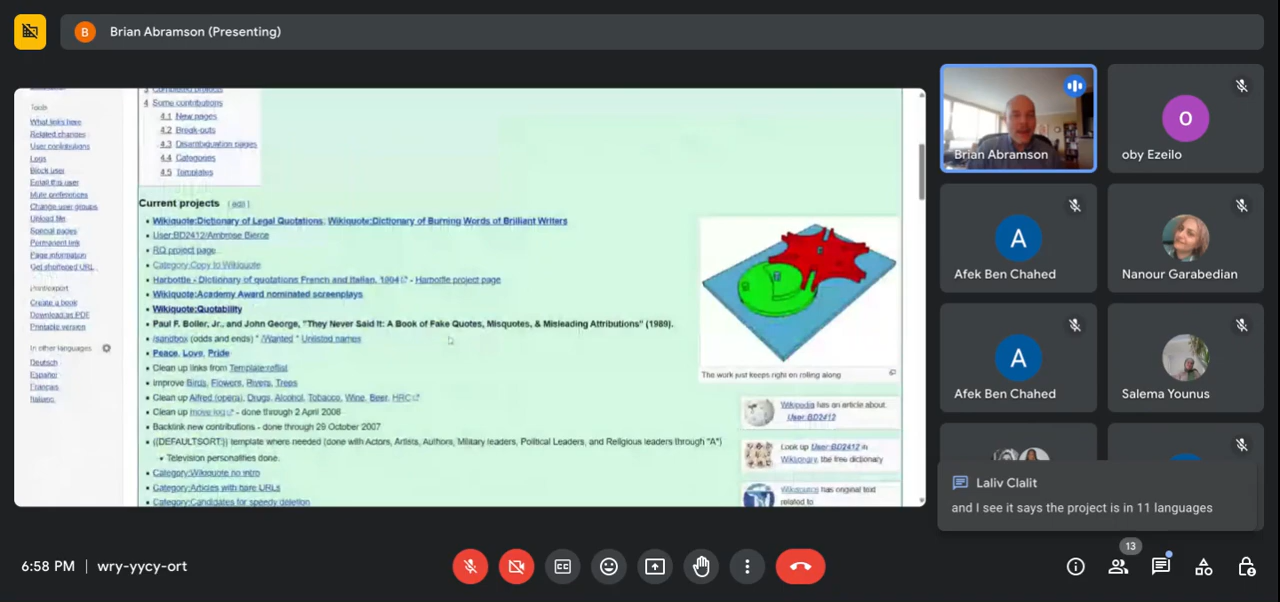 B Brian Abramson (Presenting)
Tools
What links here
Related changes
User contributions
Logs
Block user
Email this user
Mute preferences
Change user groups
Upload file
Special pages
Permanent link
Page information
Get shortened URL
Print/export
Create a book
Download as PDF
Printable version
In other languages
Deutsch
Español
Français
Italiano
3 Completed projects
4 Some contributions
4.1 New pages
4.2 Break-outs
4.3 Disambiguation pages
4.4 Categories
4.5 Templates
Current projects [edit]
Wikiquote:Dictionary of Legal Quotations, Wikiquote:Dictionary of Burning Words of Brilliant Writers
User:BD2412/Ambrose Bierce
RQ project page
Category:Copy to Wikiquote
Harbottle - Dictionary of quotations French and Italian, 1904 - Harbottle project page
Wikiquote:Academy Award nominated screenplays
Wikiquote:Quotability
Paul F. Boller, Jr., and John George, "They Never Said It: A Book of Fake Quotes, Misquotes, & Misleading Attributions" (1989).
/sandbox (odds and ends) * /Wanted * Unlisted names
Peace, Love, Pride
Clean up links from Template:reflist
Improve Birds, Flowers, Rivers, Trees
Clean up Alfred (opera), Drugs, Alcohol, Tobacco, Wine, Beer, HRC
Clean up move log - done through 2 April 2008
Backlink new contributions - done through 29 October 2007
{{DEFAULTSORT:}} template where needed (done with Actors, Artists, Authors, Military leaders, Political Leaders, and Religious leaders through "A")
Television personalities done.
Category:Wikiquote no intro
Category:Articles with bare URLs
Category:Candidates for speedy deletion
The work just keeps right on rolling along
Wikipedia has an article about:
User:BD2412
Look up User:BD2412 in
Wiktionary, the free dictionary
Wikisource has original text
related to
Brian Abramson
O
oby Ezeilo
A
Afek Ben Chahed
Nanour Garabedian
A
Afek Ben Chahed
Salema Younus
Laliv Clalit
and I see it says the project is in 11 languages
6:58 PM | wry-yycy-ort
13